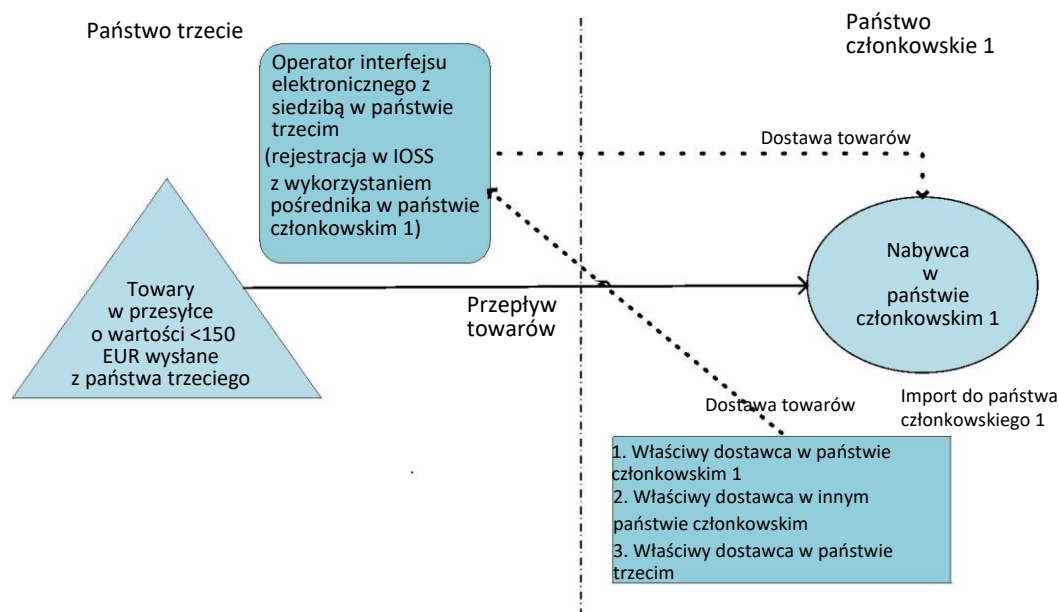 Państwo trzecie
Państwo
członkowskie 1
Operator interfejsu
elektronicznego z
siedzibą w państwie
trzecim
(rejestracja w IOSS
z wykorzystaniem
pośrednika w państwie
członkowskim 1)
Dostawa towarów
Towary
w przesyłce
o wartości <150
EUR wysłane
z państwa trzeciego
Przepływ
towarów
Nabywca
w
państwie
członkowskim 1
Dostawa towarów
Import do państwa
członkowskiego 1
1. Właściwy dostawca w państwie
członkowskim 1
2. Właściwy dostawca w innym
państwie członkowskim
3. Właściwy dostawca w państwie
trzecim